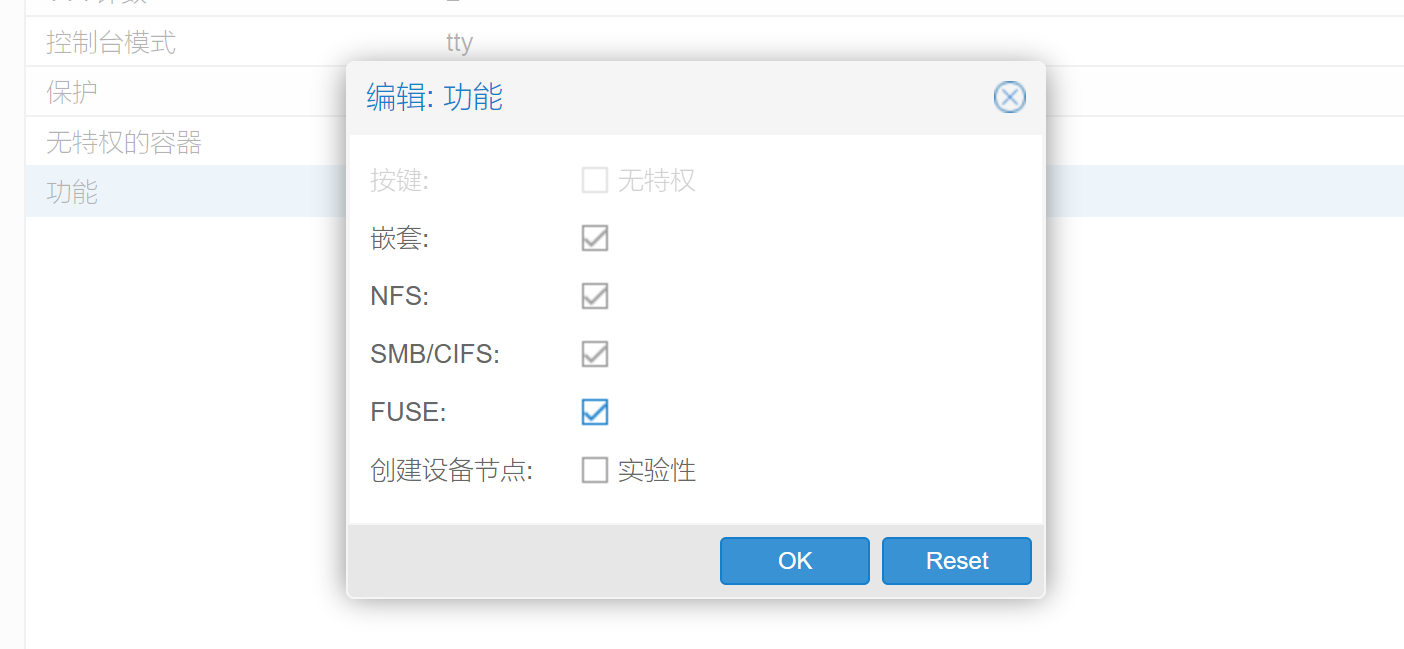 控制台模式 tty
保护
无特权的容器
功能
编辑: 功能
按键: 无特权
嵌套:
NFS:
SMB/CIFS:
FUSE:
创建设备节点: 实验性
OK Reset